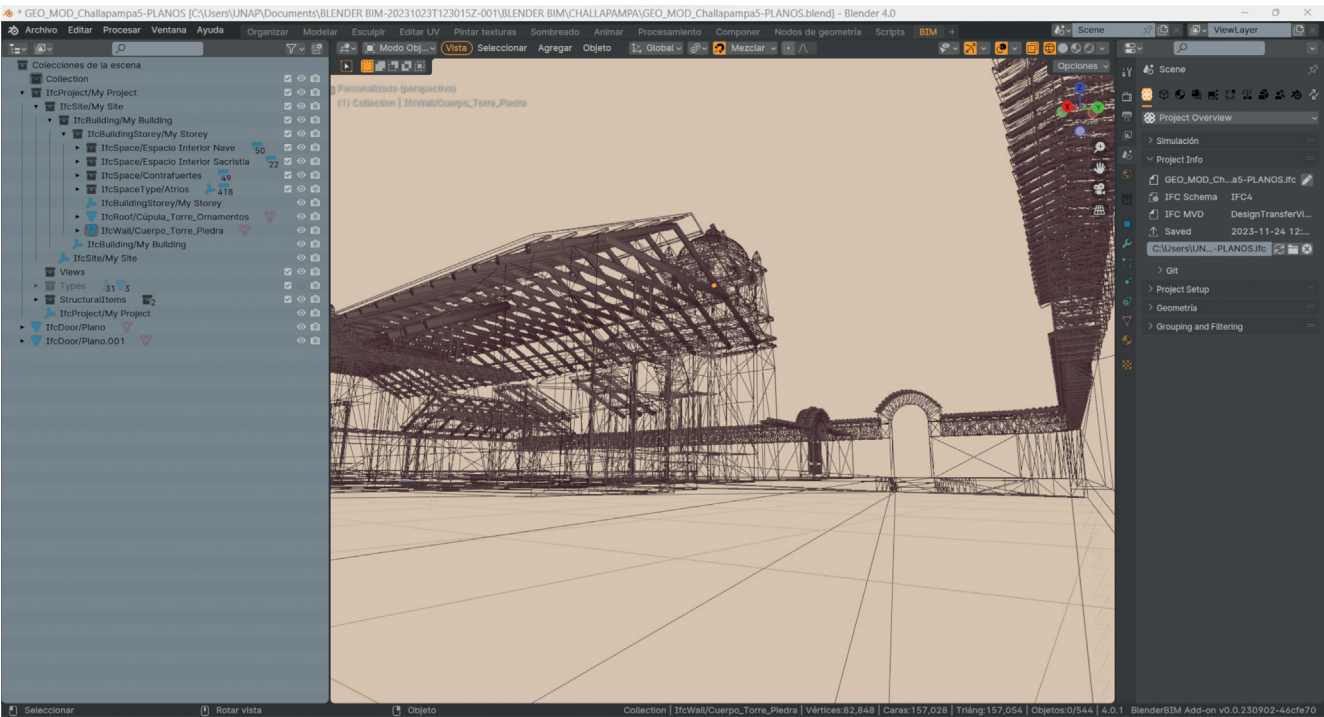 * GEO_MOD_Challapampa5-PLANOS [C:\Users\UNAP\Documents\BLENDER BIM-20231023T123015Z-001\BLENDER BIM\CHALLAPAMPA\GEO_MOD_Challapampa5-PLANOS.blend] - Blender 4.0
Archivo Editar Procesar Ventana Ayuda Organizar Modelar Esculpir Editar UV Pintar texturas Sombreado Animar Procesamiento Componer Nodos de geometría Scripts BIM + Scene ViewLayer
Modo Obj... Vista Seleccionar Agregar Objeto Global Mezclar
Opciones
Colecciones de la escena
Collection
IfcProject/My Project
IfcSite/My Site
IfcBuilding/My Building
IfcBuildingStorey/My Storey
IfcSpace/Espacio Interior Nave 50
IfcSpace/Espacio Interior Sacristia 22
IfcSpace/Contrafuertes 49
IfcSpaceType/Atrios 418
IfcBuildingStorey/My Storey
IfcRoof/Cúpula_Torre_Ornamentos
IfcWall/Cuerpo_Torre_Piedra
IfcBuilding/My Building
IfcSite/My Site
Views
Types 31 3
StructuralItems 2
IfcProject/My Project
IfcDoor/Plano
IfcDoor/Plano.001
Personalizada (perspectiva)
(1) Collection | IfcWall/Cuerpo_Torre_Piedra
Z
X
Y
Scene
Project Overview
Simulación
Project Info
GEO_MOD_Ch...a5-PLANOS.ifc
IFC Schema IFC4
IFC MVD DesignTransferVi...
Saved 2023-11-24 12:...
C:\Users\UN...-PLANOS.ifc
Git
Project Setup
Geometría
Grouping and Filtering
Seleccionar Rotar vista Objeto Collection | IfcWall/Cuerpo_Torre_Piedra | Vértices:82,848 | Caras:157,028 | Triáng:157,054 | Objetos:0/544 | 4.0.1 BlenderBIM Add-on v0.0.230902-46cfe70